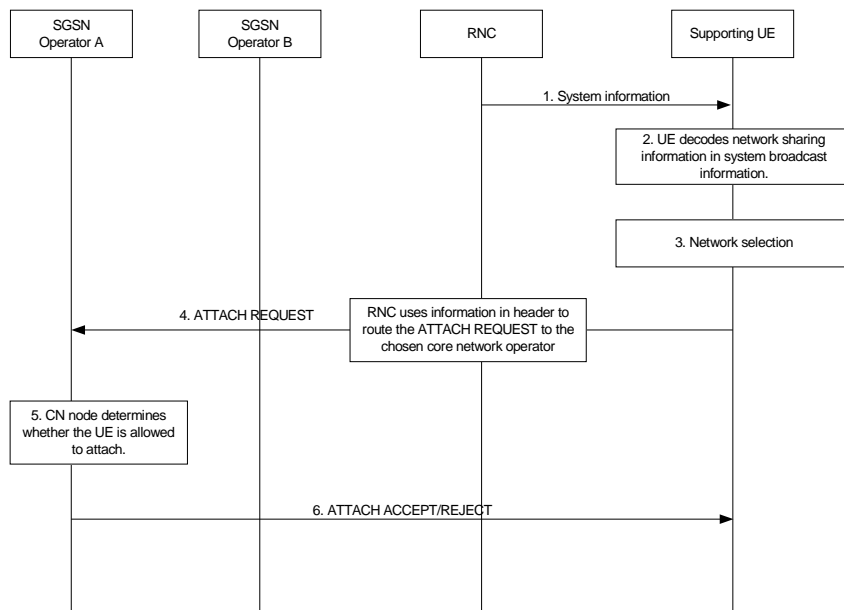 SGSN
Operator A
SGSN
Operator B
RNC
Supporting UE
1. System information
2. UE decodes network sharing
information in system broadcast
information.
3. Network selection
4. ATTACH REQUEST
RNC uses information in header to
route the ATTACH REQUEST to the
chosen core network operator
5. CN node determines
whether the UE is allowed
to attach.
6. ATTACH ACCEPT/REJECT